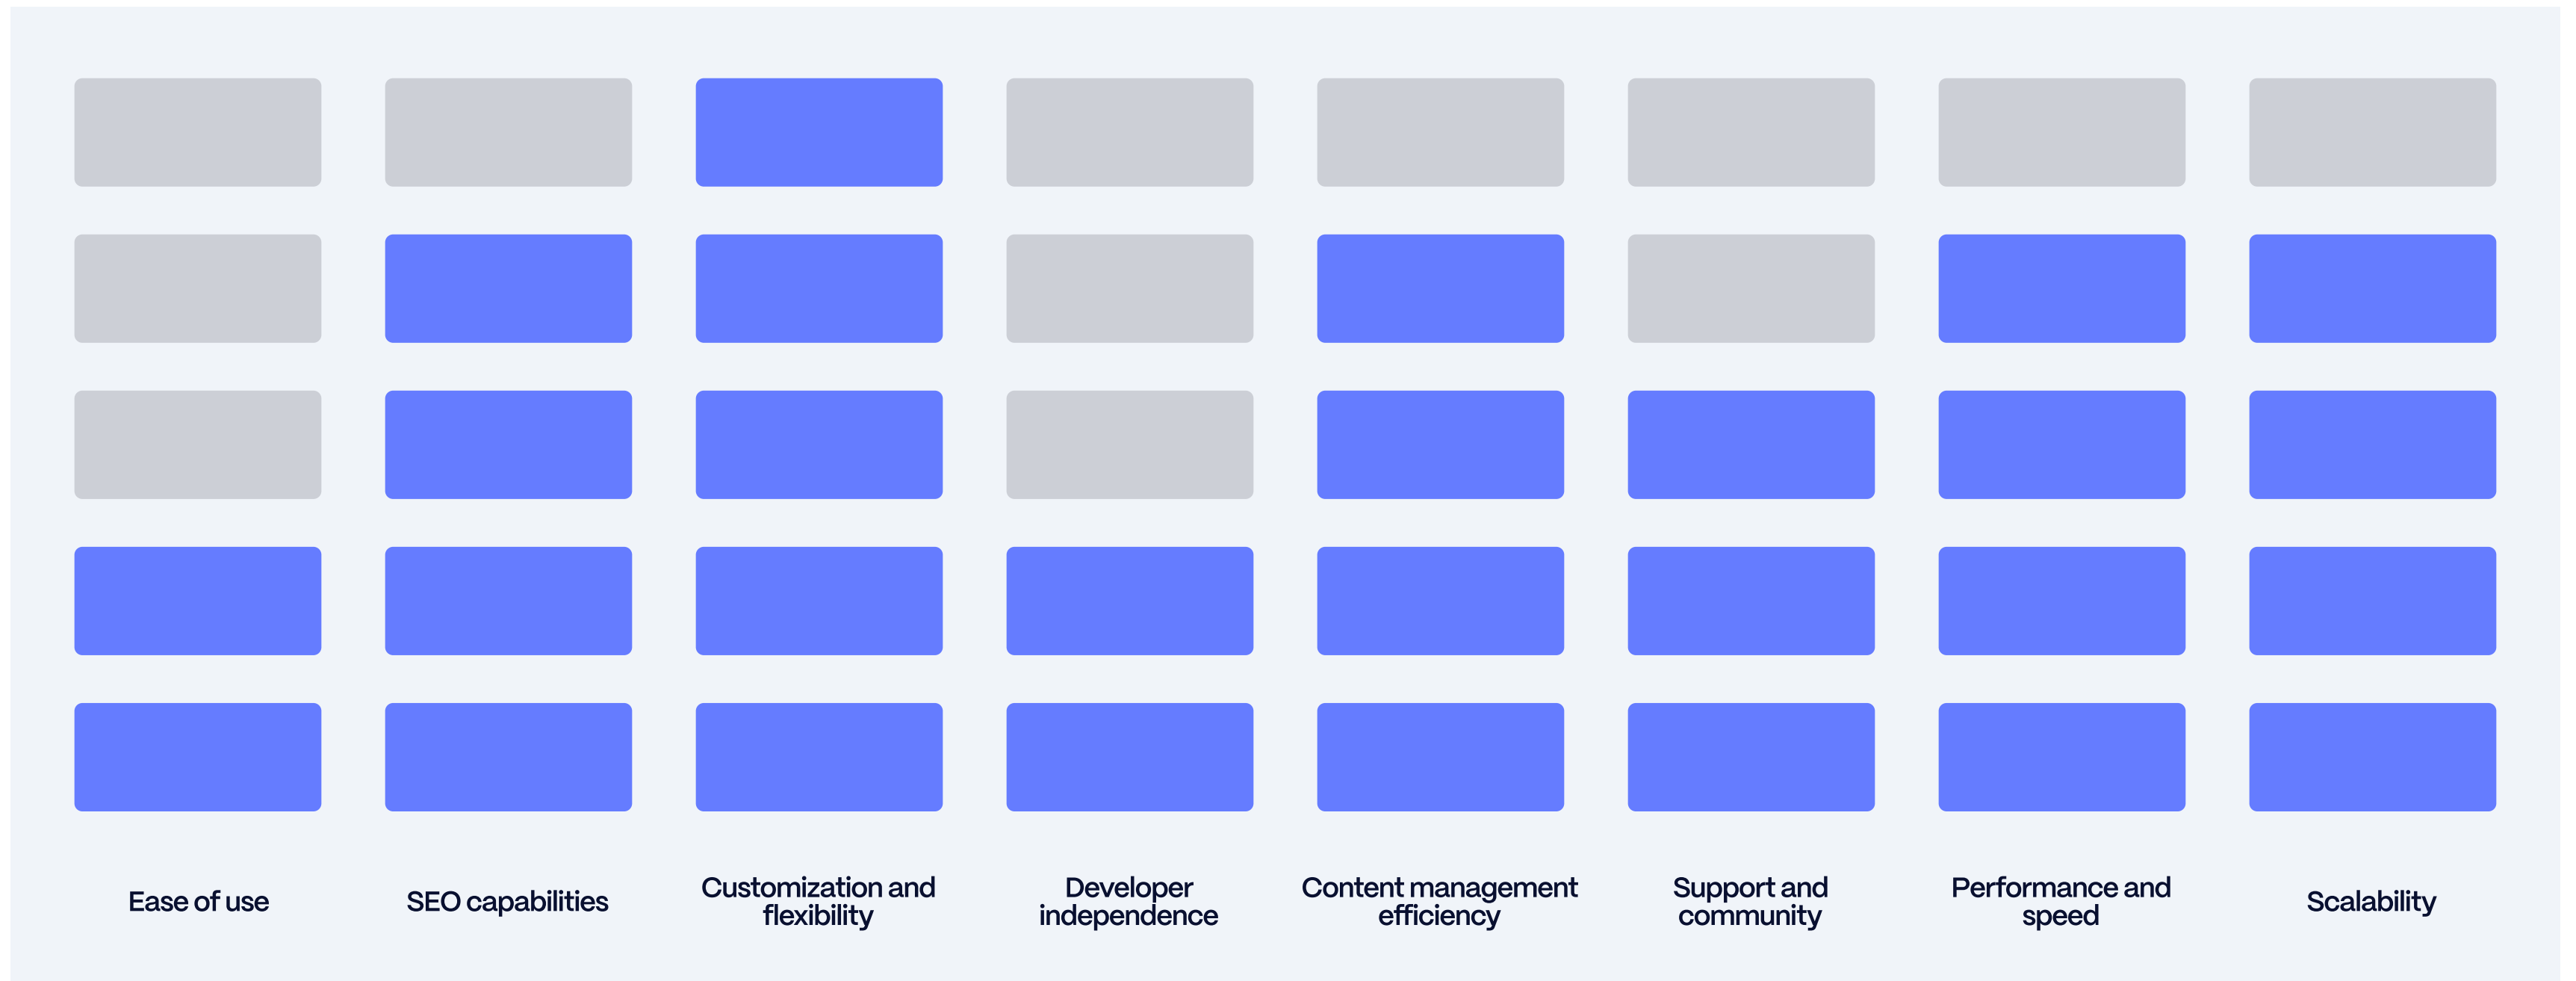 Ease of use
SEO capabilities
Customization and
flexibility
Developer
independence
Content management
efficiency
Support and
community
Performance and
speed
Scalability